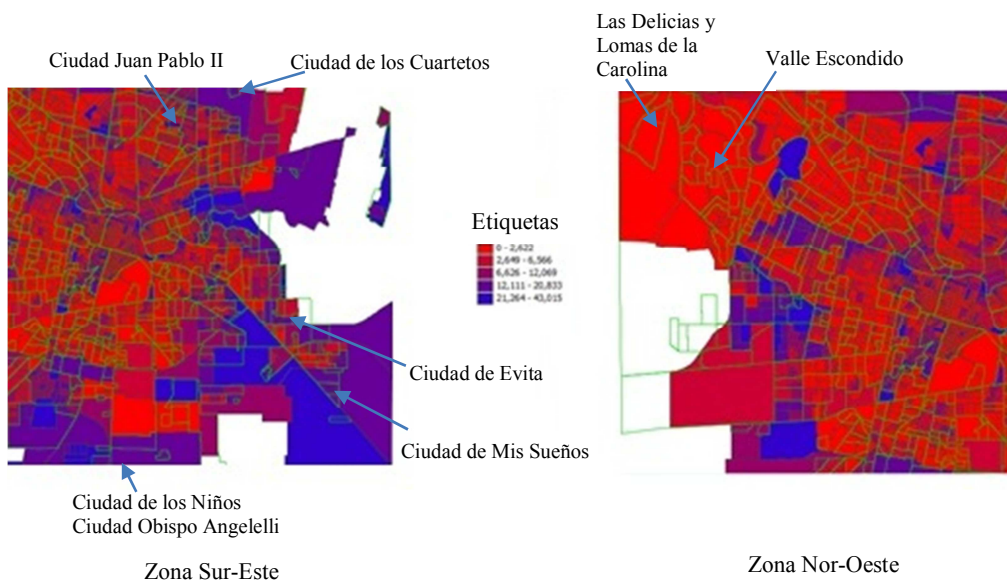 Ciudad Juan Pablo II
Ciudad de los Cuartetos
Las Delicias y
Lomas de la
Carolina
Valle Escondido
Etiquetas
0 - 2,622
2,649 - 6,566
6,626 - 12,069
12,111 - 20,833
21,264 - 43,015
Ciudad de Evita
Ciudad de Mis Sueños
Ciudad de los Niños
Ciudad Obispo Angelelli
Zona Sur-Este
Zona Nor-Oeste